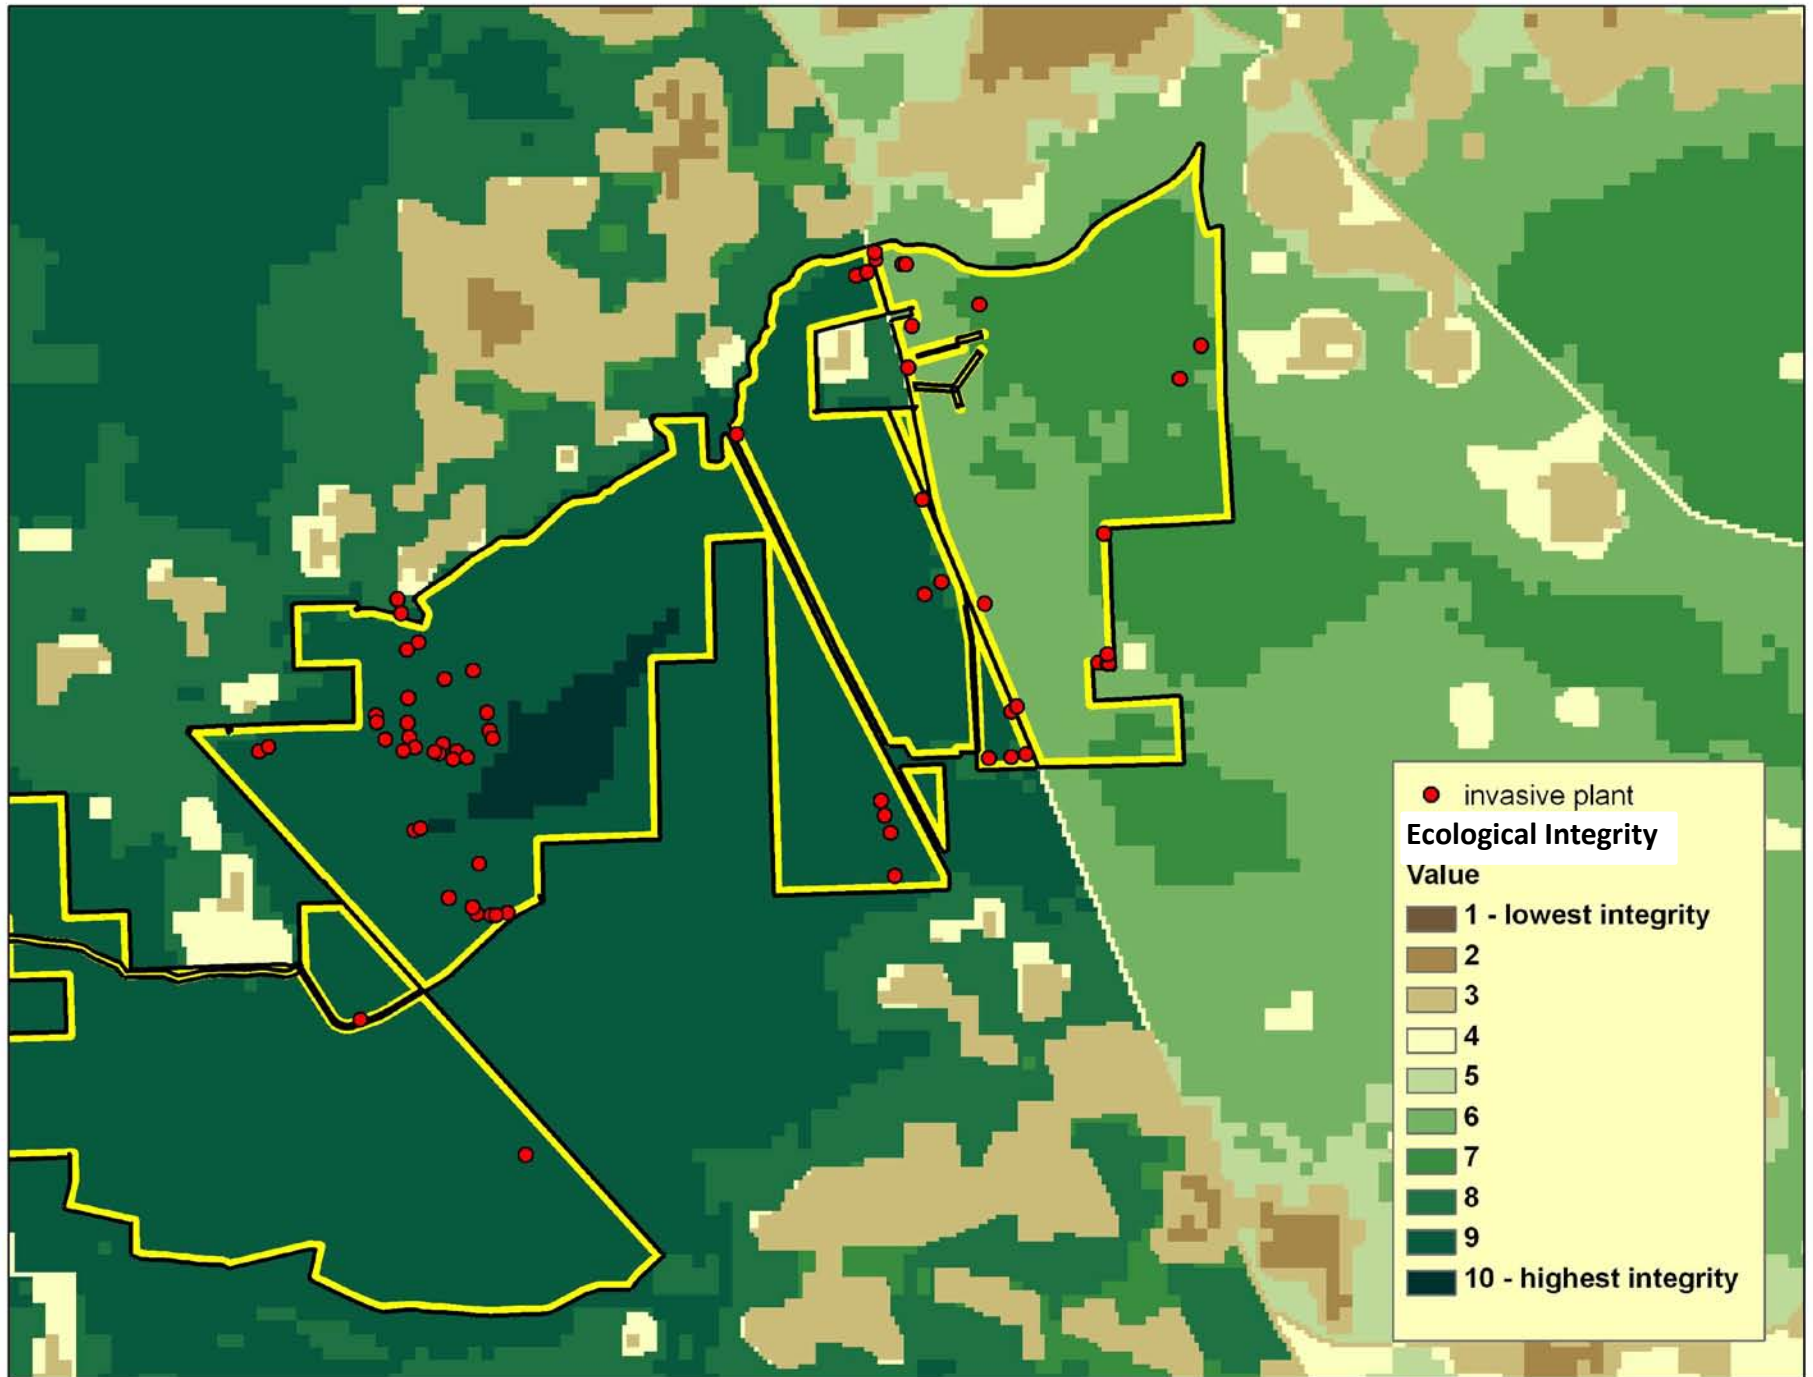 invasive plant
Ecological Integrity
Value
1 - lowest integrity
2
3
4
5
6
7
8
9
10 - highest integrity